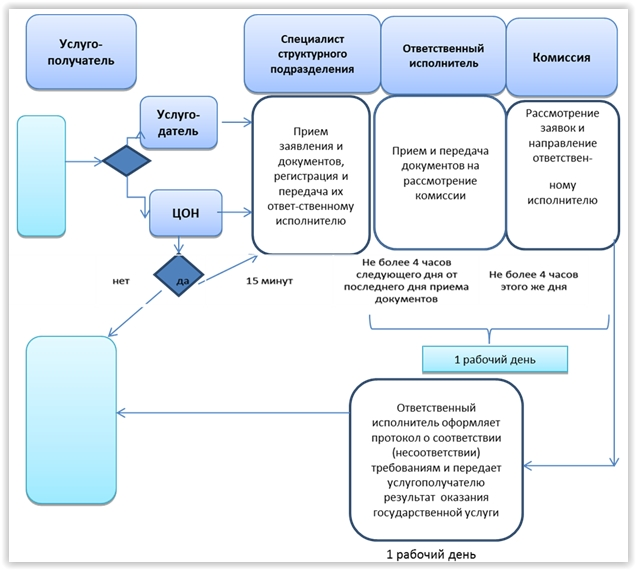 Услуго-
получатель
Специалист
структурного
подразделения
Ответственный
исполнитель
Комиссия
Услуго-
датель
ЦОН
Прием
заявления и
документов,
регистрация и
передача их
ответ-ственному
исполнителю
Прием и передача
документов на
рассмотрение
комиссии
Рассмотрение
заявок и
направление
ответствен-
ному
исполнителю
нет
да
15 минут
Не более 4 часов
следующего дня от
последнего дня приема
документов
Не более 4 часов
этого же дня
1 рабочий день
Ответственный
исполнитель оформляет
протокол о соответствии
(несоответствии)
требованиям и передает
услугополучателю
результат оказания
государственной услуги
1 рабочий день